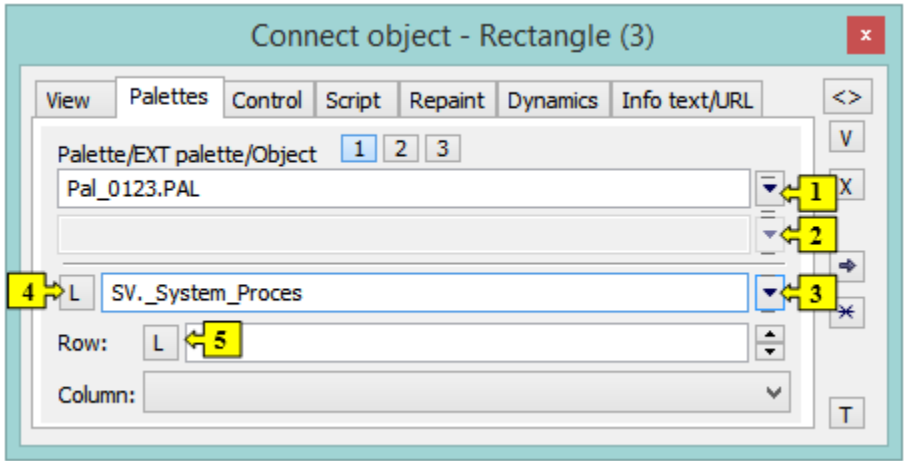 Connect object - Rectangle (3)
x
View Palettes Control Script Repaint Dynamics Info text/URL <>
V
Palette/EXT palette/Object 1 2 3
Pal_0123.PAL 1 X
2
4 L SV._System_Proces 3
Row: L 5
Column:
T